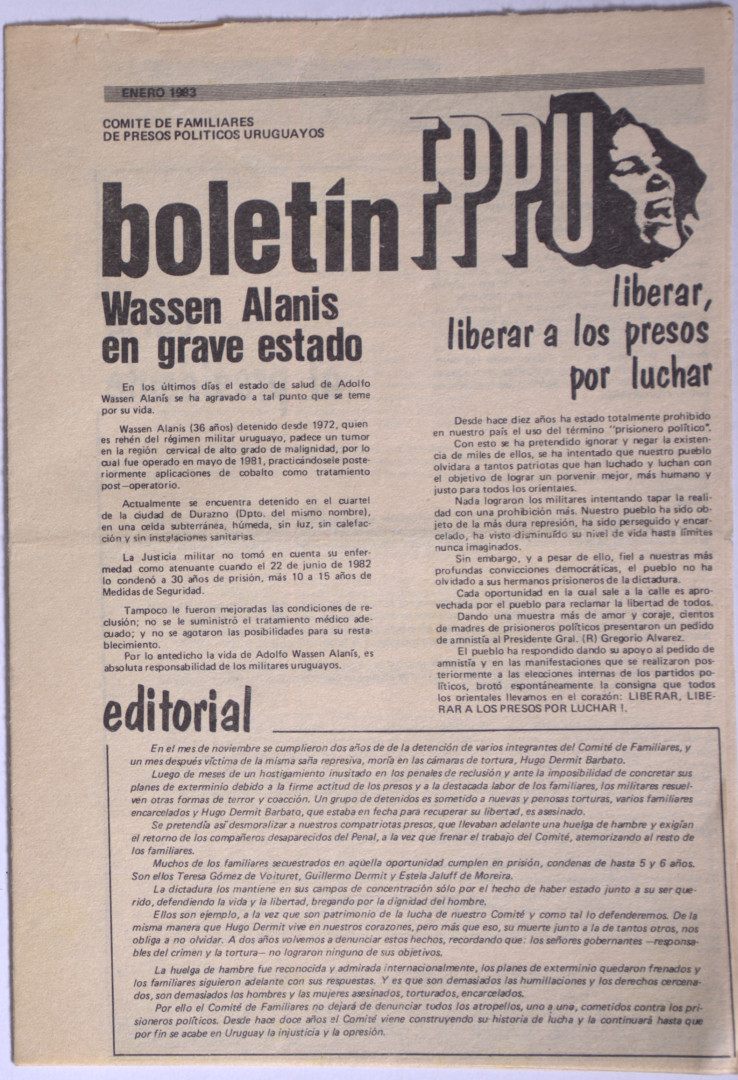 ENERO 1983
COMITE DE FAMILIARES
DE PRESOS POLITICOS URUGUAYOS
boletín FPPU
Wassen Alanis
en grave estado
En los últimos días el estado de salud de Adolfo
Wassen Alanís se ha agravado a tal punto que se teme
por su vida.
Wassen Alanis (36 años) detenido desde 1972, quien
es rehén del régimen militar uruguayo, padece un tumor
en la región cervical de alto grado de malignidad, por lo
cual fue operado en mayo de 1981, practicándosele poste-
riormente aplicaciones de cobalto como tratamiento
post-operatorio.
Actualmente se encuentra detenido en el cuartel
de la ciudad de Durazno (Dpto. del mismo nombre),
en una celda subterránea, húmeda, sin luz, sin calefac-
ción y sin instalaciones sanitarias.
La Justicia militar no tomó en cuenta su enfer-
medad como atenuante cuando el 22 de junio de 1982
lo condenó a 30 años de prisión, más 10 a 15 años de
Medidas de Seguridad.
Tampoco le fueron mejoradas las condiciones de re-
clusión; no se le suministró el tratamiento médico ade-
cuado; y no se agotaron las posibilidades para su resta-
blecimiento.
Por lo antedicho la vida de Adolfo Wassen Alanís, es
absoluta responsabilidad de los militares uruguayos.
liberar,
liberar a los presos
por luchar
Desde hace diez años ha estado totalmente prohibido
en nuestro país el uso del término "prisionero político".
Con esto se ha pretendido ignorar y negar la existen-
cia de miles de ellos, se ha intentado que nuestro pueblo
olvidara a tantos patriotas que han luchado y luchan con
el objetivo de lograr un porvenir mejor, más humano y
justo para todos los orientales.
Nada lograron los militares intentando tapar la reali-
dad con una prohibición más. Nuestro pueblo ha sido ob-
jeto de la más dura represión, ha sido perseguido y encar-
celado, ha visto disminuído su nivel de vida hasta límites
nunca imaginados.
Sin embargo, y a pesar de ello, fiel a nuestras más
profundas convicciones democráticas, el pueblo no ha
olvidado a sus hermanos prisioneros de la dictadura.
Cada oportunidad en la cual sale a la calle es apro-
vechada por el pueblo para reclamar la libertad de todos.
Dando una muestra más de amor y coraje, cientos
de madres de prisioneros políticos presentaron un pedido
de amnistía al Presidente Gral. (R) Gregorio Alvarez.
El pueblo ha respondido dando su apoyo al pedido de
amnistía y en las manifestaciones que se realizaron pos-
teriormente a las elecciones internas de los partidos po-
líticos, brotó espontáneamente la consigna que todos
los orientales llevamos en el corazón: LIBERAR, LIBE-
RAR A LOS PRESOS POR LUCHAR !.
editorial
En el mes de noviembre se cumplieron dos años de de la detención de varios integrantes del Comité de Familiares, y
un mes después víctima de la misma saña represiva, moría en las cámaras de tortura, Hugo Dermit Barbato.
Luego de meses de un hostigamiento inusitado en los penales de reclusión y ante la imposibilidad de concretar sus
planes de exterminio debido a la firme actitud de los presos y a la destacada labor de los familiares, los militares resuel-
ven otras formas de terror y coacción. Un grupo de detenidos es sometido a nuevas y penosas torturas, varios familiares
encarcelados y Hugo Dermit Barbato, que estaba en fecha para recuperar su libertad, es asesinado.
Se pretendía así desmoralizar a nuestros compatriotas presos, que llevaban adelante una huelga de hambre y exigían
el retorno de los compañeros desaparecidos del Penal, a la vez que frenar el trabajo del Comité, atemorizando al resto de
los familiares.
Muchos de los familiares secuestrados en aquella oportunidad cumplen en prisión, condenas de hasta 5 y 6 años.
Son ellos Teresa Gómez de Voituret, Guillermo Dermit y Estela Jaluff de Moreira.
La dictadura los mantiene en sus campos de concentración sólo por el hecho de haber estado junto a su ser que-
rido, defendiendo la vida y la libertad, bregando por la dignidad del hombre.
Ellos son ejemplo, a la vez que son patrimonio de la lucha de nuestro Comité y como tal lo defenderemos. De la
misma manera que Hugo Dermit vive en nuestros corazones, pero más que eso, su muerte junto a la de tantos otros, nos
obliga a no olvidar. A dos años volvemos a denunciar estos hechos, recordando que: los señores gobernantes —responsa-
bles del crimen y la tortura— no lograron ninguno de sus objetivos.
La huelga de hambre fue reconocida y admirada internacionalmente, los planes de exterminio quedaron frenados y
los familiares siguieron adelante con sus respuestas. Y es que son demasiados las humillaciones y los derechos cercena-
dos, son demasiados los hombres y las mujeres asesinados, torturados, encarcelados.
Por ello el Comité de Familiares no dejará de denunciar todos los atropellos, uno a uno, cometidos contra los pri-
sioneros políticos. Desde hace doce años el Comité viene construyendo su historia de lucha y la continuará hasta que
por fin se acabe en Uruguay la injusticia y la opresión.